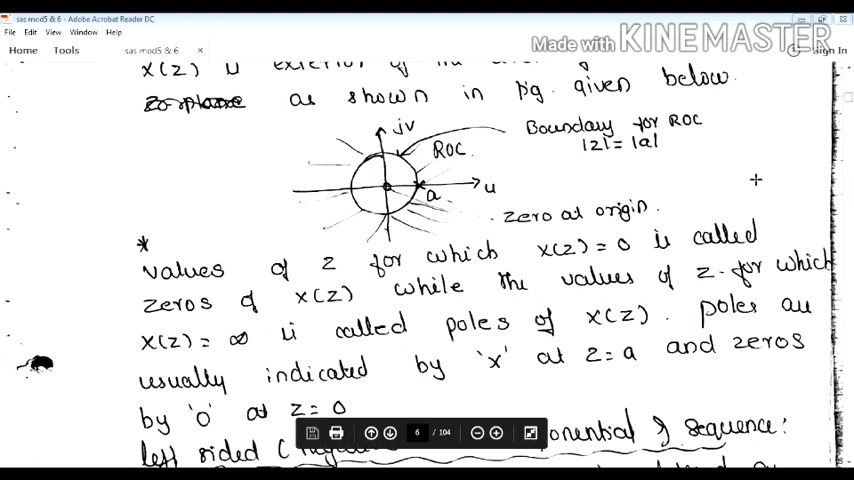 sas mod5 & 6 - Adobe Acrobat Reader DC
File Edit View Window Help
Home Tools sas mod5 & 6 × Sign In
Made with KINEMASTER
X(z) is exterior of the
as shown in fig. given below.
jv
Boundary for ROC
|z| = |a|
ROC.
u
a
zero at origin.
*
values of z for which X(z) = 0 is called
zeros of X(z) while the values of z for which
X(z) = ∞ is called poles of X(z). poles are
usually indicated by 'x' at z = a and zeros
by '0' at z = 0
6 / 104
left sided ( onential sequence: